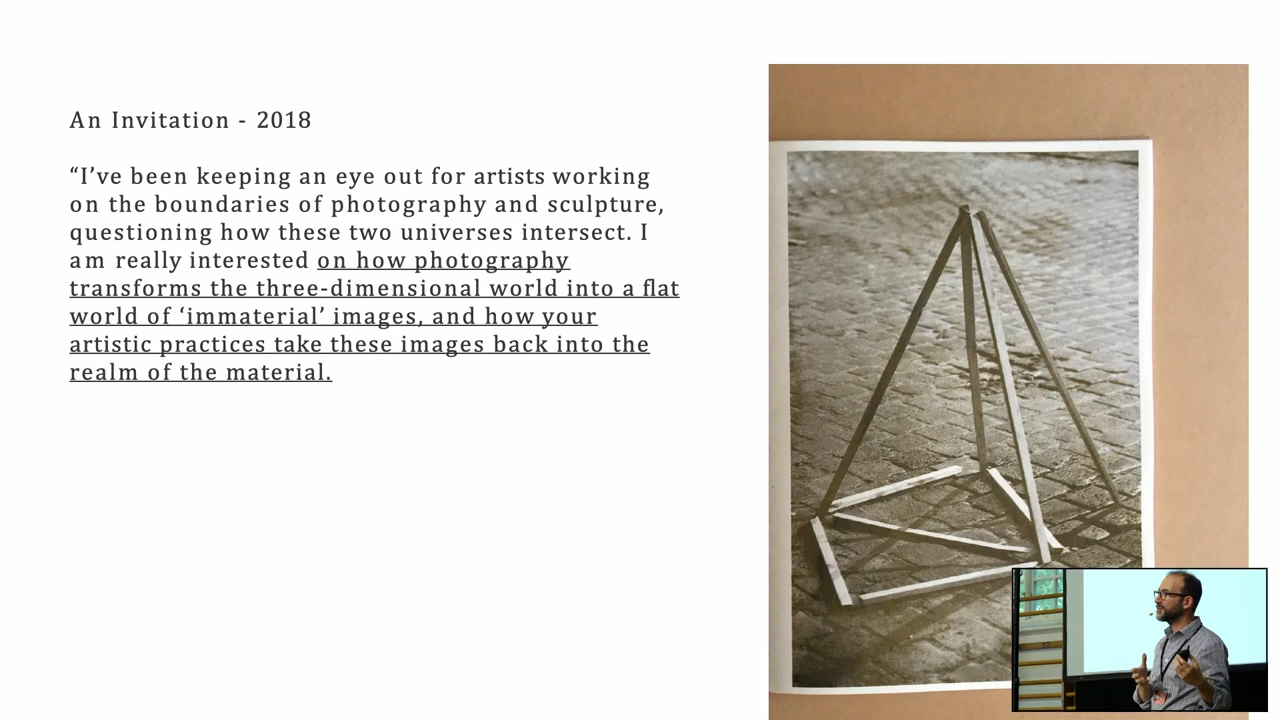 An Invitation - 2018
“I’ve been keeping an eye out for artists working
on the boundaries of photography and sculpture,
questioning how these two universes intersect. I
am really interested on how photography
transforms the three-dimensional world into a flat
world of ‘immaterial’ images, and how your
artistic practices take these images back into the
realm of the material.